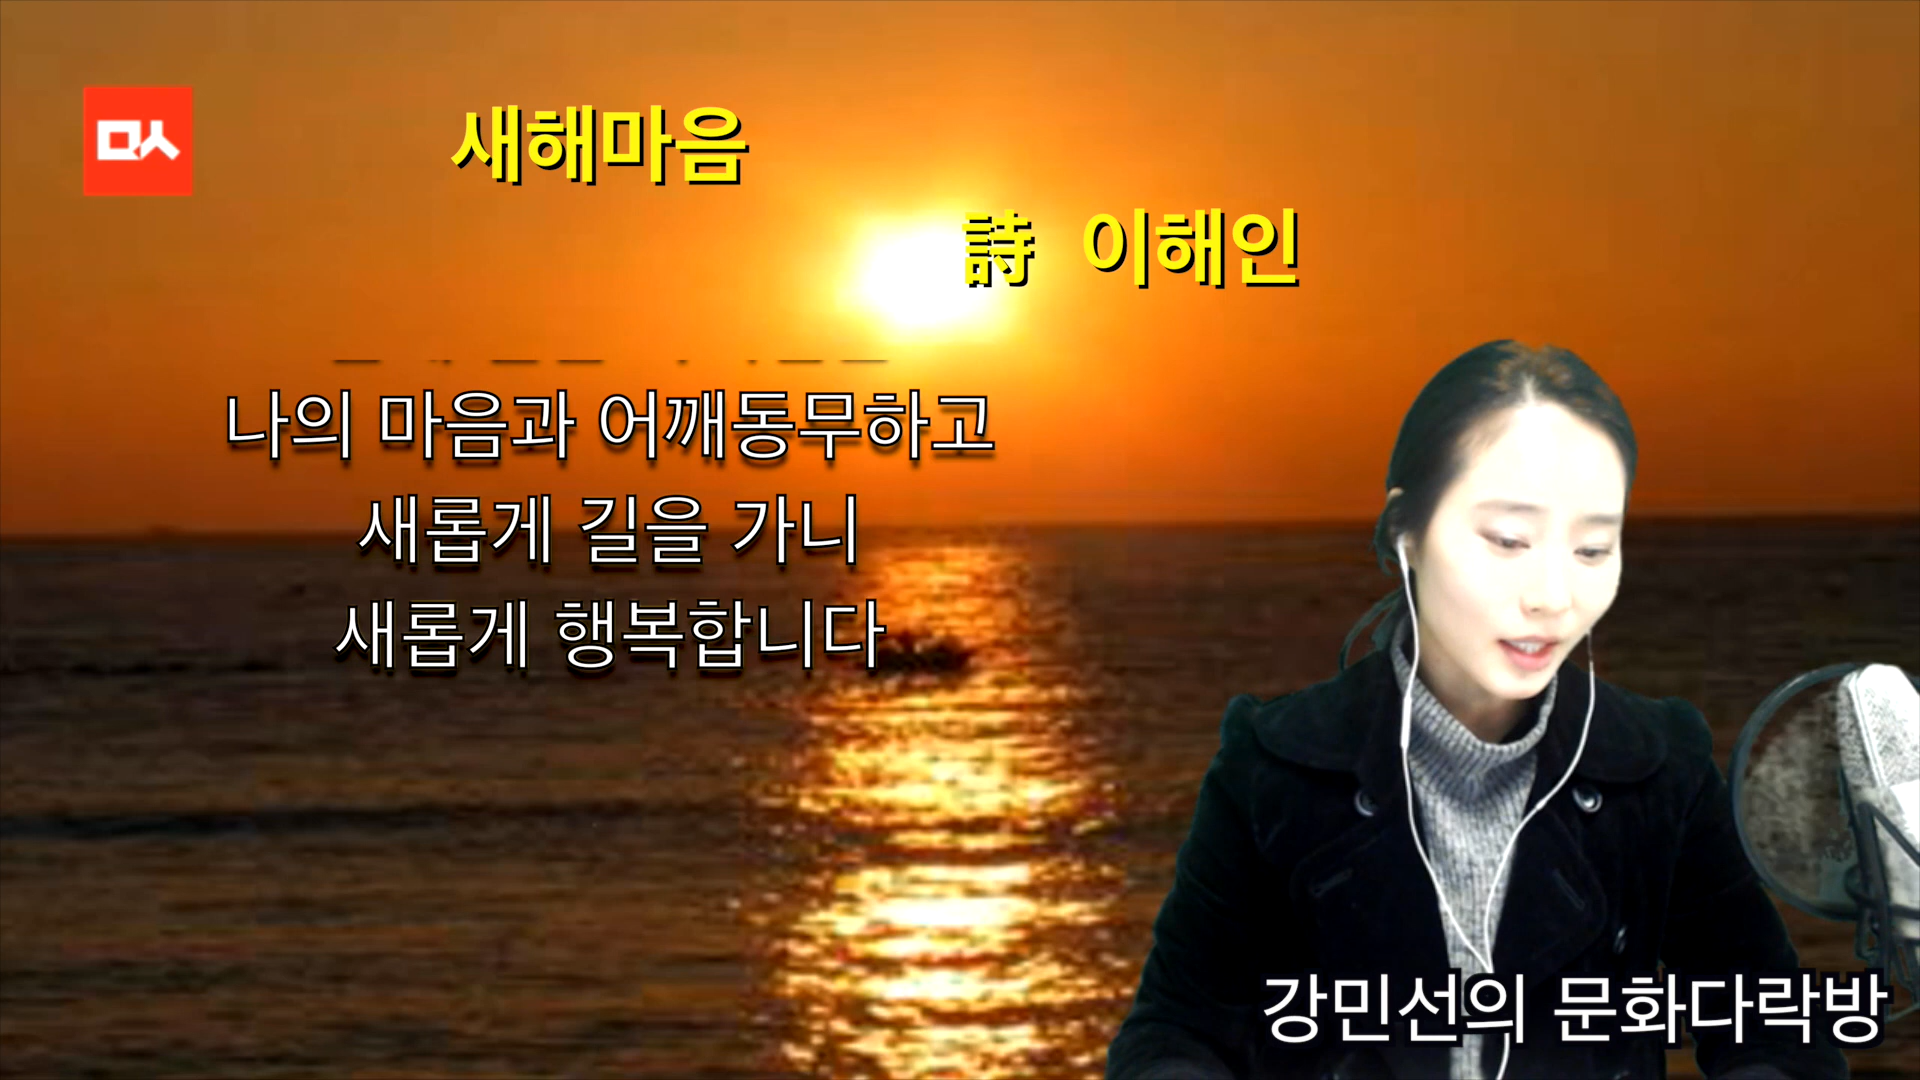 새해마음
詩 이해인
나의 마음과 어깨동무하고
새롭게 길을 가니
새롭게 행복합니다
강민선의 문화다락방